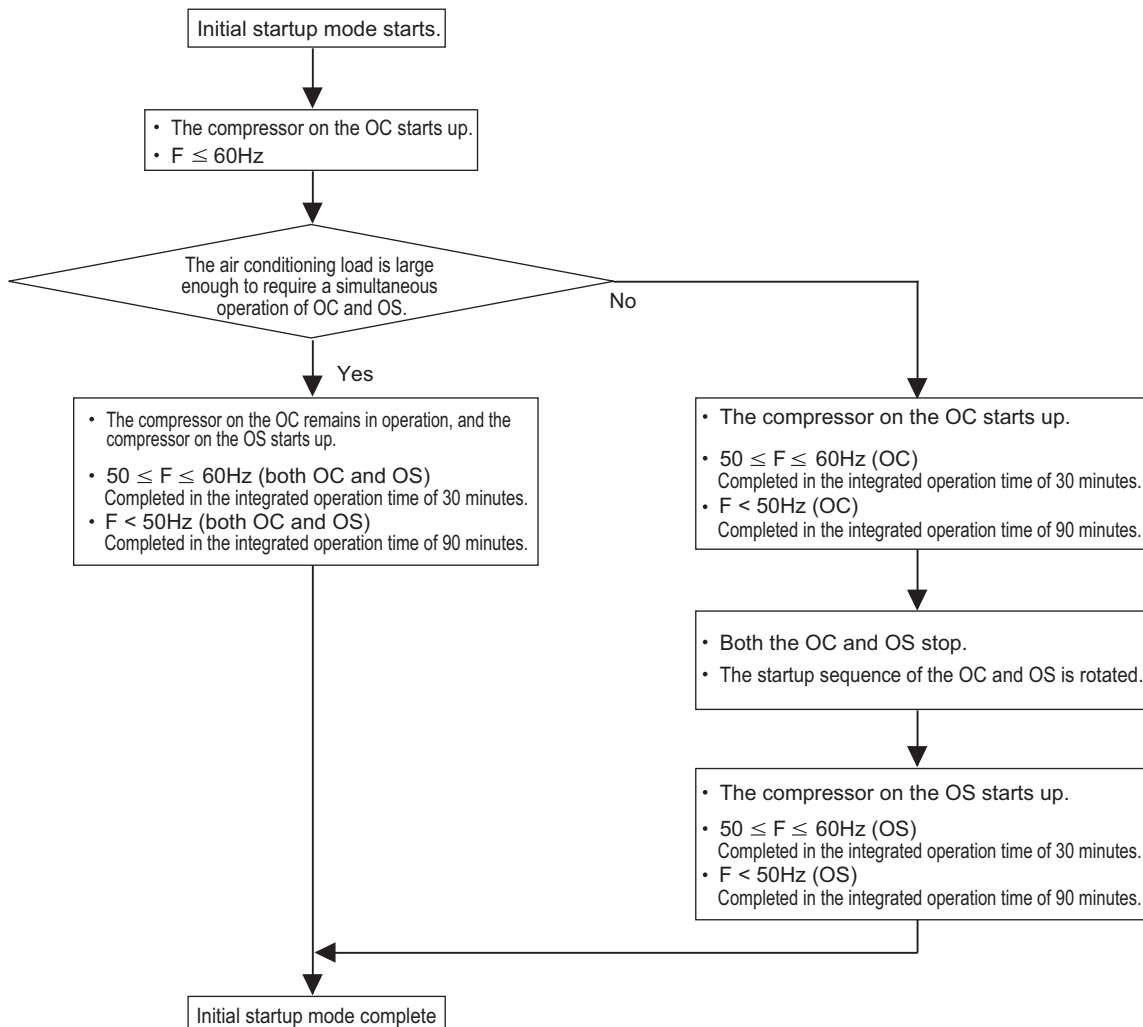 Initial startup mode starts.
• The compressor on the OC starts up.
• F ≤ 60Hz
The air conditioning load is large
enough to require a simultaneous
operation of OC and OS.
No
Yes
• The compressor on the OC remains in operation, and the
compressor on the OS starts up.
• 50 ≤ F ≤ 60Hz (both OC and OS)
Completed in the integrated operation time of 30 minutes.
• F < 50Hz (both OC and OS)
Completed in the integrated operation time of 90 minutes.
• The compressor on the OC starts up.
• 50 ≤ F ≤ 60Hz (OC)
Completed in the integrated operation time of 30 minutes.
• F < 50Hz (OC)
Completed in the integrated operation time of 90 minutes.
• Both the OC and OS stop.
• The startup sequence of the OC and OS is rotated.
• The compressor on the OS starts up.
• 50 ≤ F ≤ 60Hz (OS)
Completed in the integrated operation time of 30 minutes.
• F < 50Hz (OS)
Completed in the integrated operation time of 90 minutes.
Initial startup mode complete